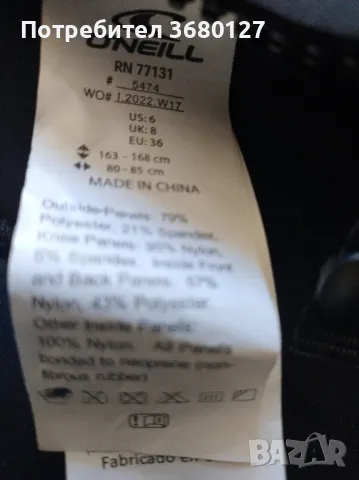 Потребител 3680127
O'NEILL
RN 77131
# 5474
WO# I.2022.W17
US: 6
UK: 8
EU: 36
163 - 168 cm
80 - 85 cm
MADE IN CHINA
Outside Panels: 79%
Polyester, 21% Spandex,
Knee Panels: 95% Nylon,
5% Spandex. Inside Front
and Back Panels: 57%
Nylon, 43% Polyester.
Other Inside Panels:
100% Nylon. All Panels
bonded to neoprene (non-
fibrous rubber)
Fabricado en
BAZAR